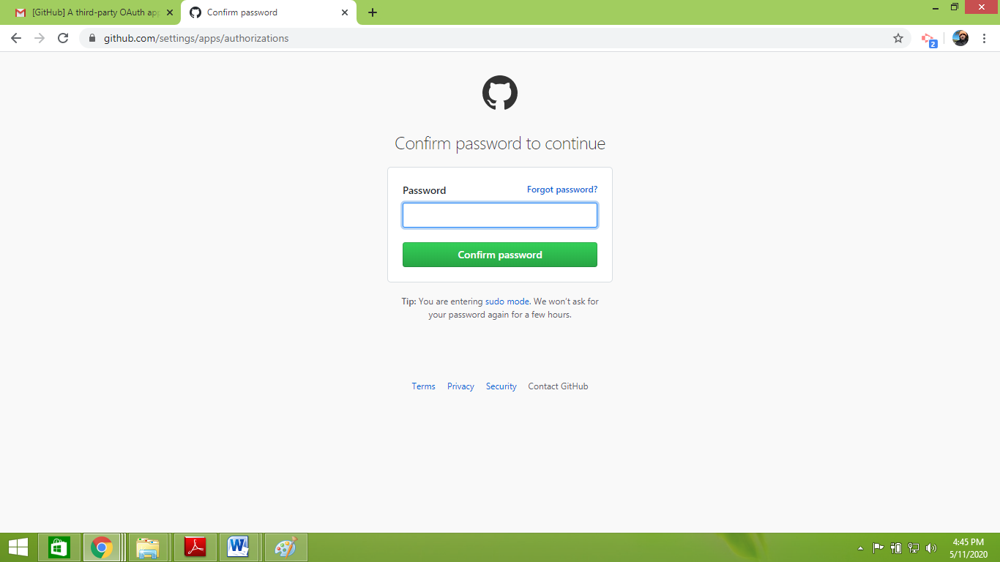 [GitHub] A third-party OAuth app
Confirm password
github.com/settings/apps/authorizations
2
Confirm password to continue
Password
Forgot password?
Confirm password
Tip: You are entering sudo mode. We won't ask for
your password again for a few hours.
Terms Privacy Security Contact GitHub
4:45 PM
5/11/2020